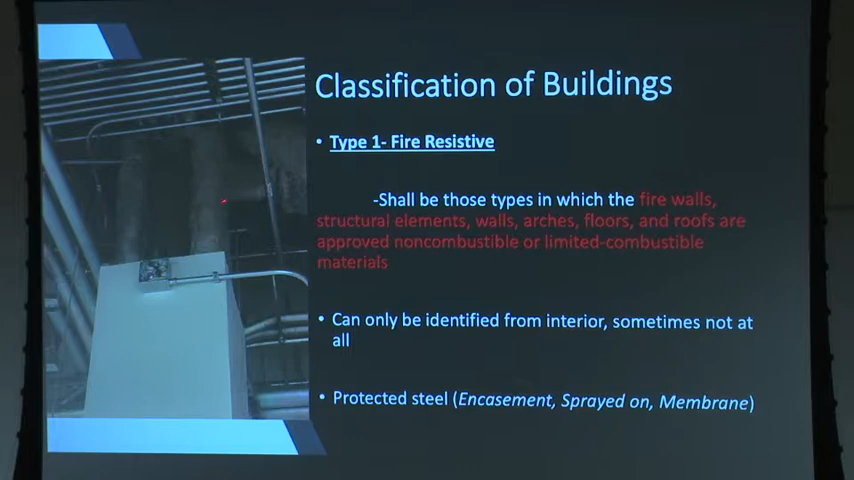 Classification of Buildings
• Type 1- Fire Resistive
-Shall be those types in which the fire walls,
structural elements, walls, arches, floors, and roofs are
approved noncombustible or limited-combustible
materials
• Can only be identified from interior, sometimes not at
all
• Protected steel (Encasement, Sprayed on, Membrane)